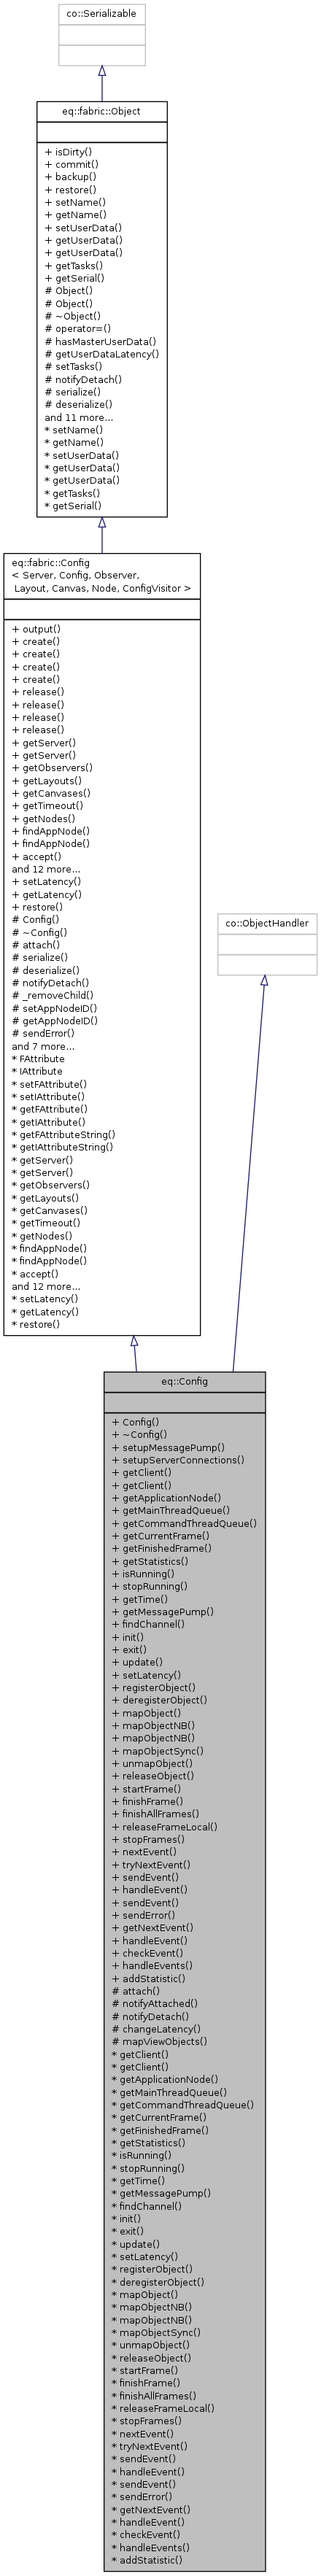 co::Serializable
eq::fabric::Object
+ isDirty()
+ commit()
+ backup()
+ restore()
+ setName()
+ getName()
+ setUserData()
+ getUserData()
+ getUserData()
+ getTasks()
+ getSerial()
# Object()
# Object()
# ~Object()
# operator=()
# hasMasterUserData()
# getUserDataLatency()
# setTasks()
# notifyDetach()
# serialize()
# deserialize()
and 11 more...
* setName()
* getName()
* setUserData()
* getUserData()
* getUserData()
* getTasks()
* getSerial()
eq::fabric::Config
< Server, Config, Observer,
Layout, Canvas, Node, ConfigVisitor >
+ output()
+ create()
+ create()
+ create()
+ create()
+ release()
+ release()
+ release()
+ release()
+ getServer()
+ getServer()
+ getObservers()
+ getLayouts()
+ getCanvases()
+ getTimeout()
+ getNodes()
+ findAppNode()
+ findAppNode()
+ accept()
and 12 more...
+ setLatency()
+ getLatency()
+ restore()
# Config()
# ~Config()
# attach()
# serialize()
# deserialize()
# notifyDetach()
# _removeChild()
# setAppNodeID()
# getAppNodeID()
# sendError()
and 7 more...
* FAttribute
* IAttribute
* setFAttribute()
* setIAttribute()
* getFAttribute()
* getIAttribute()
* getFAttributeString()
* getIAttributeString()
* getServer()
* getServer()
* getObservers()
* getLayouts()
* getCanvases()
* getTimeout()
* getNodes()
* findAppNode()
* findAppNode()
* accept()
and 12 more...
* setLatency()
* getLatency()
* restore()
co::ObjectHandler
eq::Config
+ Config()
+ ~Config()
+ setupMessagePump()
+ setupServerConnections()
+ getClient()
+ getClient()
+ getApplicationNode()
+ getMainThreadQueue()
+ getCommandThreadQueue()
+ getCurrentFrame()
+ getFinishedFrame()
+ getStatistics()
+ isRunning()
+ stopRunning()
+ getTime()
+ getMessagePump()
+ findChannel()
+ init()
+ exit()
+ update()
+ setLatency()
+ registerObject()
+ deregisterObject()
+ mapObject()
+ mapObjectNB()
+ mapObjectNB()
+ mapObjectSync()
+ unmapObject()
+ releaseObject()
+ startFrame()
+ finishFrame()
+ finishAllFrames()
+ releaseFrameLocal()
+ stopFrames()
+ nextEvent()
+ tryNextEvent()
+ sendEvent()
+ handleEvent()
+ sendEvent()
+ sendError()
+ getNextEvent()
+ handleEvent()
+ checkEvent()
+ handleEvents()
+ addStatistic()
# attach()
# notifyAttached()
# notifyDetach()
# changeLatency()
# mapViewObjects()
* getClient()
* getClient()
* getApplicationNode()
* getMainThreadQueue()
* getCommandThreadQueue()
* getCurrentFrame()
* getFinishedFrame()
* getStatistics()
* isRunning()
* stopRunning()
* getTime()
* getMessagePump()
* findChannel()
* init()
* exit()
* update()
* setLatency()
* registerObject()
* deregisterObject()
* mapObject()
* mapObjectNB()
* mapObjectNB()
* mapObjectSync()
* unmapObject()
* releaseObject()
* startFrame()
* finishFrame()
* finishAllFrames()
* releaseFrameLocal()
* stopFrames()
* nextEvent()
* tryNextEvent()
* sendEvent()
* handleEvent()
* sendEvent()
* sendError()
* getNextEvent()
* handleEvent()
* checkEvent()
* handleEvents()
* addStatistic()